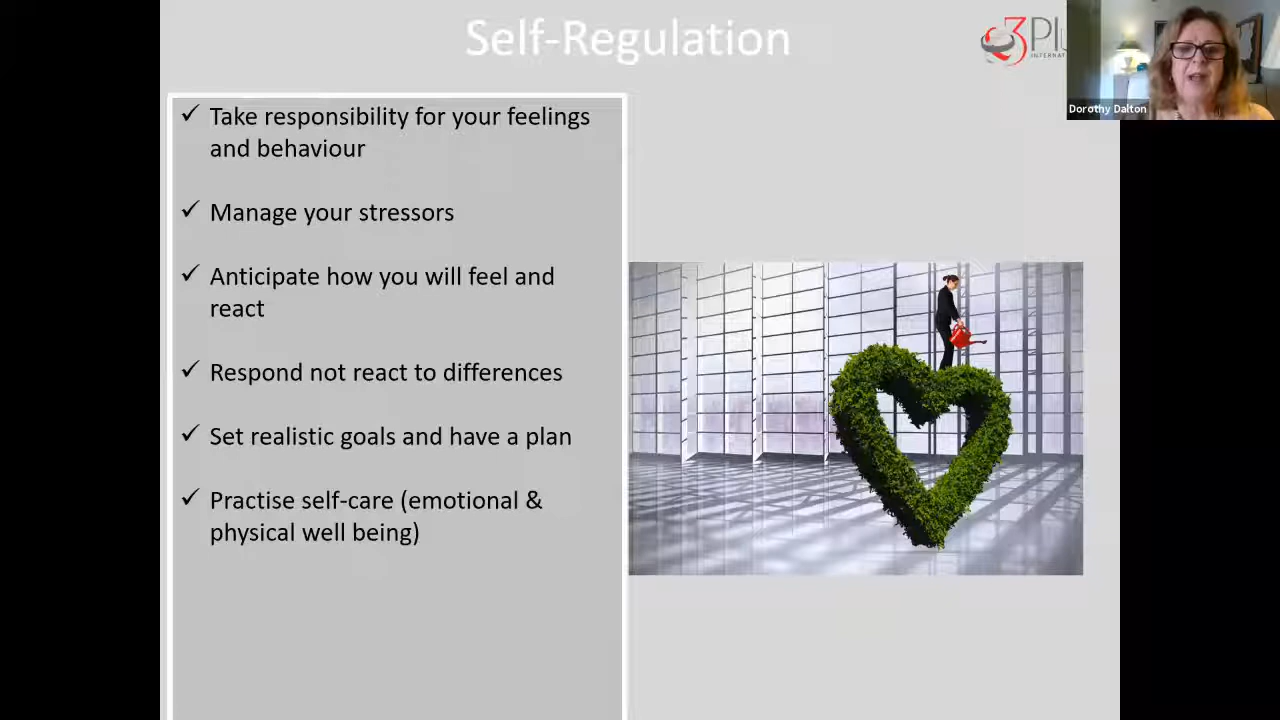 Self-Regulation
3Pl
INTERNAT
Dorothy Dalton
✓ Take responsibility for your feelings
and behaviour
✓ Manage your stressors
✓ Anticipate how you will feel and
react
✓ Respond not react to differences
✓ Set realistic goals and have a plan
✓ Practise self-care (emotional &
physical well being)